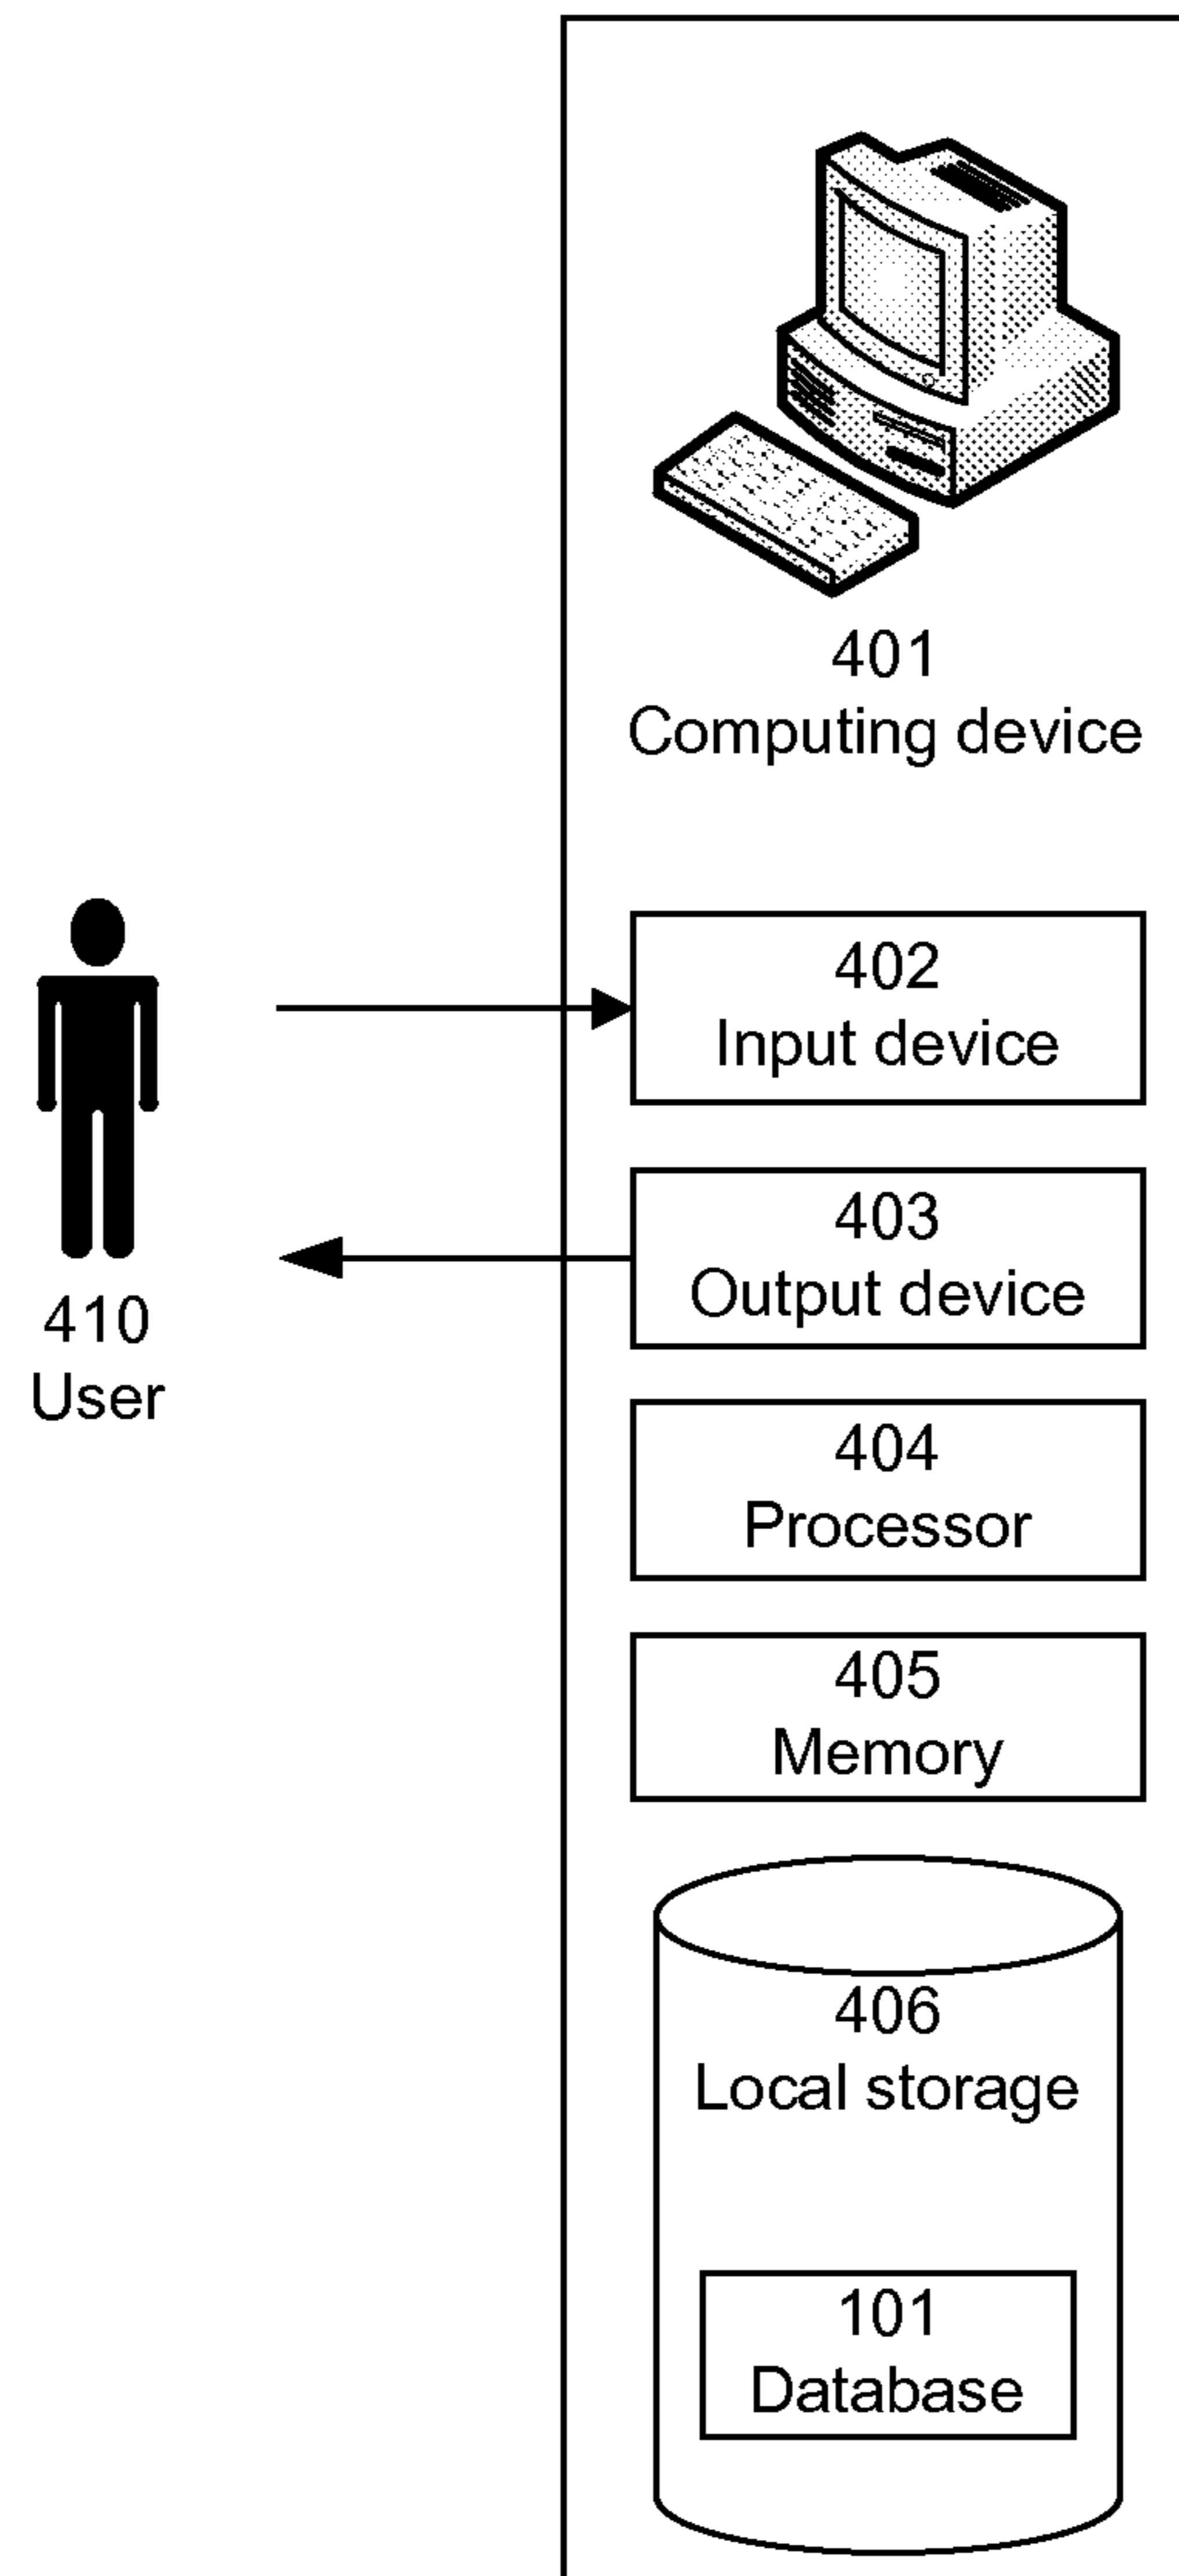 401
Computing device
402
Input device
403
Output device
410
User
404
Processor
405
Memory
406
Local storage
101
Database